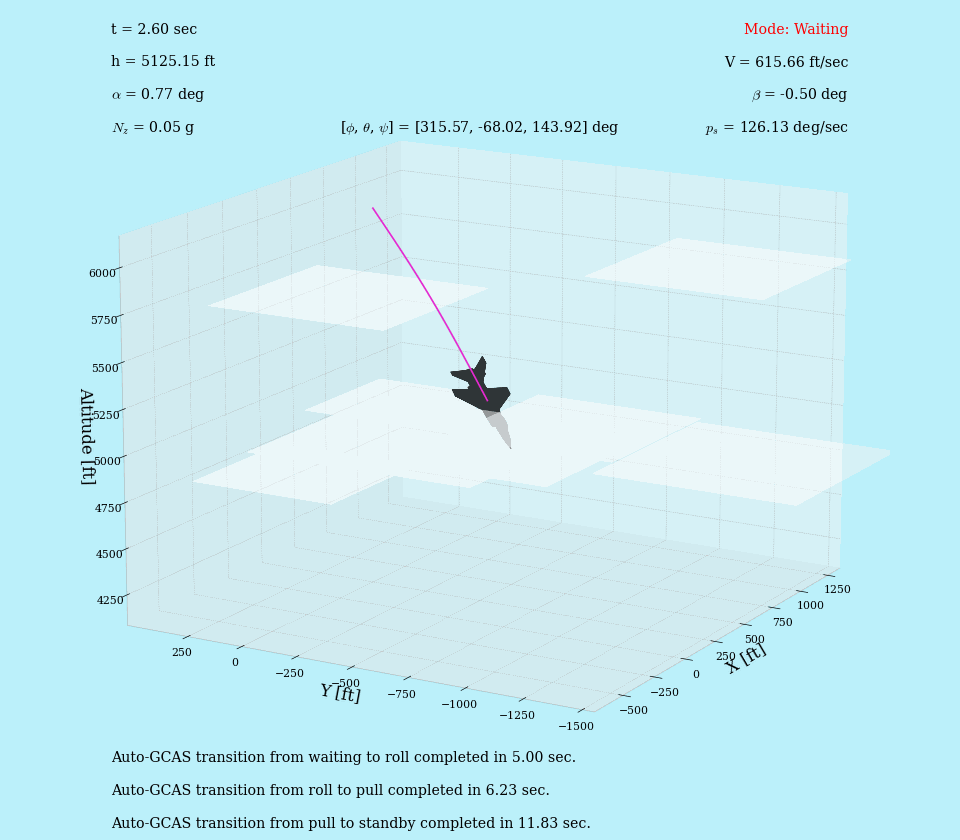 t = 2.60 sec
Mode: Waiting
h = 5125.15 ft
V = 615.66 ft/sec
α = 0.77 deg
β = -0.50 deg
N_z = 0.05 g
[ϕ, θ, ψ] = [315.57, -68.02, 143.92] deg
p_s = 126.13 deg/sec
6000
5750
5500
5250
5000
4750
4500
4250
Altitude [ft]
250
0
−250
−500
−750
−1000
−1250
−1500
Y [ft]
1250
1000
750
500
250
0
−250
−500
X [ft]
Auto-GCAS transition from waiting to roll completed in 5.00 sec.
Auto-GCAS transition from roll to pull completed in 6.23 sec.
Auto-GCAS transition from pull to standby completed in 11.83 sec.